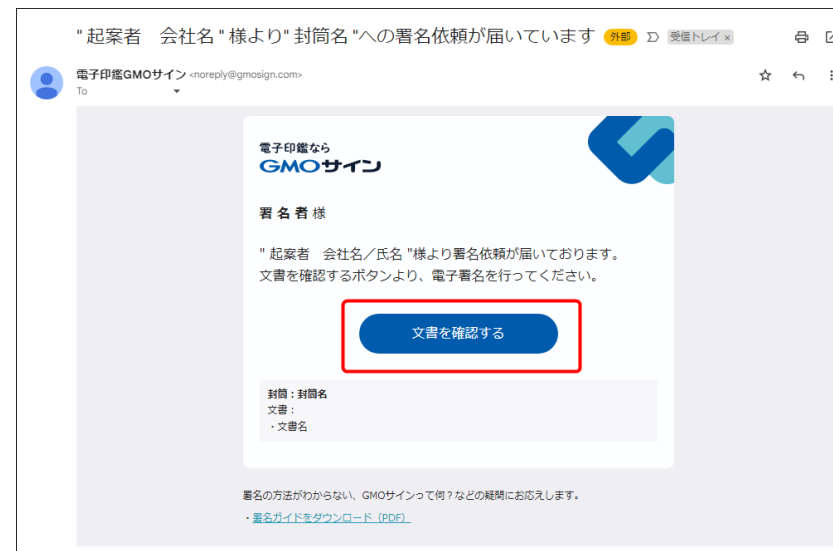 "起案者　会社名"様より"封筒名"への署名依頼が届いています 外部 受信トレイ ×
電子印鑑GMOサイン <noreply@gmosign.com>
To
電子印鑑なら
GMOサイン
署名者様
"起案者　会社名／氏名"様より署名依頼が届いております。
文書を確認するボタンより、電子署名を行ってください。
文書を確認する
封筒：封筒名
文書：
・文書名
署名の方法がわからない、GMOサインって何？などの疑問にお応えします。
・署名ガイドをダウンロード（PDF）